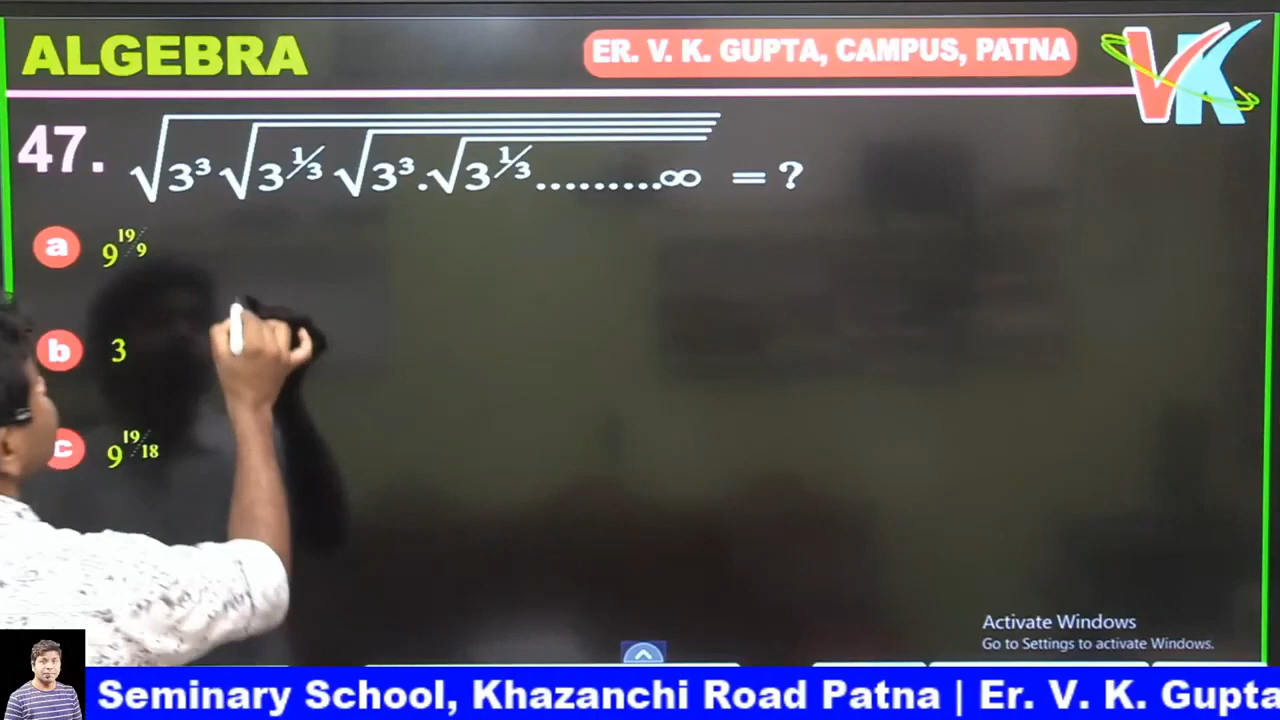 ALGEBRA
ER. V. K. GUPTA, CAMPUS, PATNA
VK
47. √3³√3^⅓√3³.√3^⅓.........∞ = ?
a 9^19/9
b 3
c 9^19/18
Activate Windows
Go to Settings to activate Windows.
Seminary School, Khazanchi Road Patna | Er. V. K. Gupta